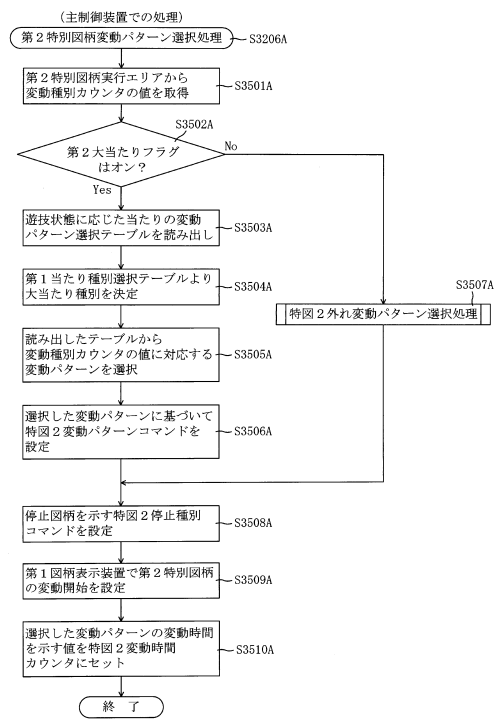 (主制御装置での処理)
第2特別図柄変動パターン選択処理
S3206A
第2特別図柄実行エリアから
変動種別カウンタの値を取得
S3501A
S3502A
第2大当たりフラグ
はオン?
No
Yes
遊技状態に応じた当たりの変動
パターン選択テーブルを読み出し
S3503A
第1当たり種別選択テーブルより
大当たり種別を決定
S3504A
S3507A
特図2外れ変動パターン選択処理
読み出したテーブルから
変動種別カウンタの値に対応する
変動パターンを選択
S3505A
選択した変動パターンに基づいて
特図2変動パターンコマンドを
設定
S3506A
停止図柄を示す特図2停止種別
コマンドを設定
S3508A
第1図柄表示装置で第2特別図柄
の変動開始を設定
S3509A
選択した変動パターンの変動時間
を示す値を特図2変動時間
カウンタにセット
S3510A
終 了